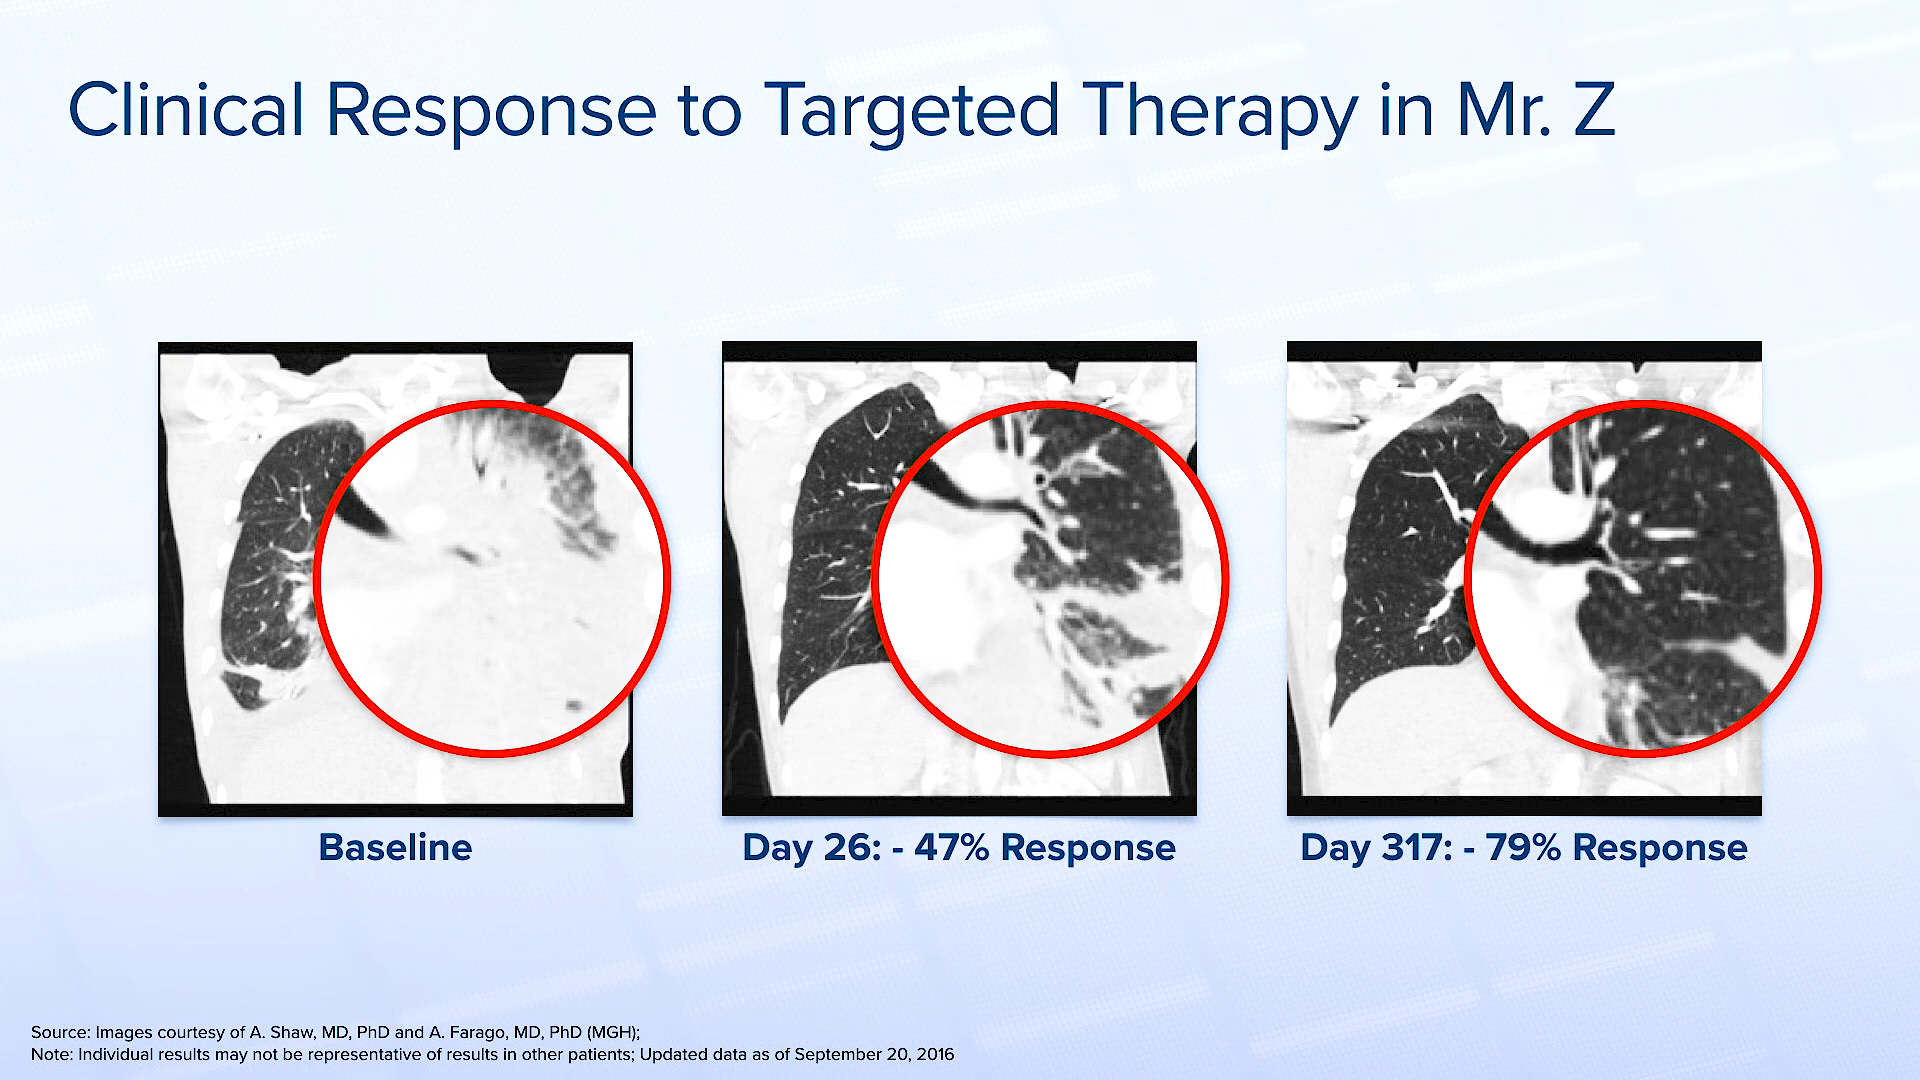 Clinical Response to Targeted Therapy in Mr. Z
Baseline
Day 26: - 47% Response
Day 317: - 79% Response
Source: Images courtesy of A. Shaw, MD, PhD and A. Farago, MD, PhD (MGH);
Note: Individual results may not be representative of results in other patients; Updated data as of September 20, 2016